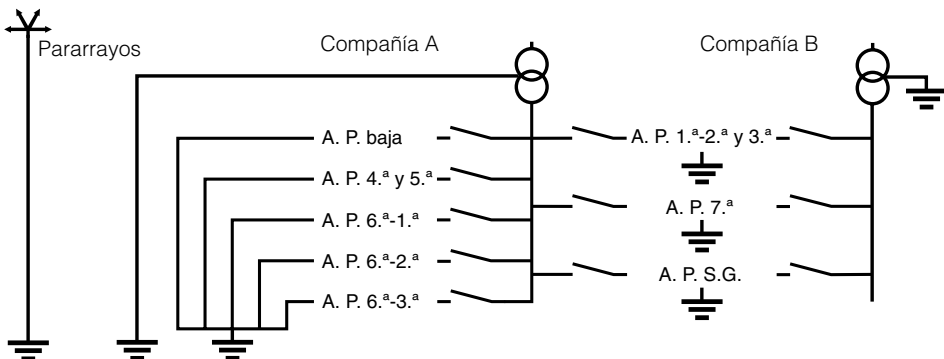 Pararrayos
Compañía A
Compañía B
A. P. baja
A. P. 1.ª-2.ª y 3.ª
A. P. 4.ª y 5.ª
A. P. 7.ª
A. P. 6.ª-1.ª
A. P. 6.ª-2.ª
A. P. S.G.
A. P. 6.ª-3.ª